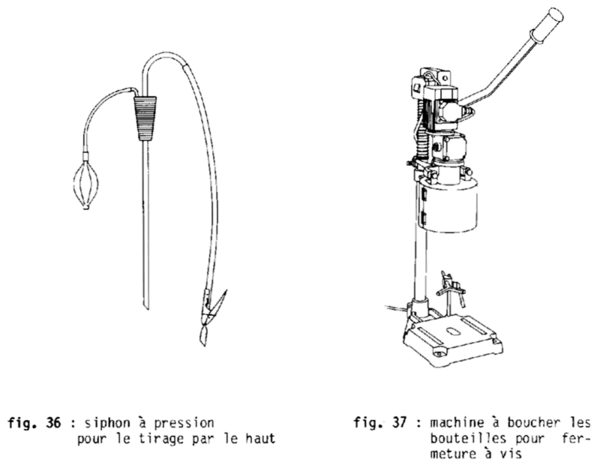 fig. 36 : siphon à pression
pour le tirage par le haut
fig. 37 : machine à boucher les
bouteilles pour fer-
meture à vis